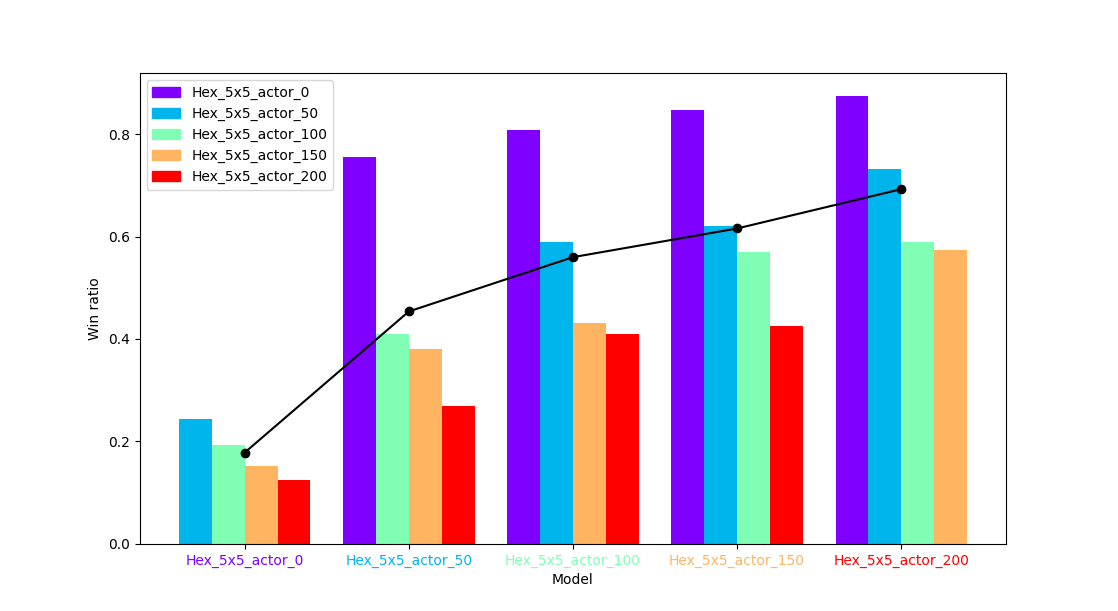 Hex_5x5_actor_0
Hex_5x5_actor_50
Hex_5x5_actor_100
Hex_5x5_actor_150
Hex_5x5_actor_200
0.8
0.6
0.4
0.2
0.0
Win ratio
Hex_5x5_actor_0 Hex_5x5_actor_50 Hex_5x5_actor_100 Hex_5x5_actor_150 Hex_5x5_actor_200
Model